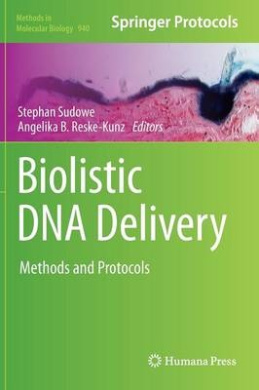 Methods in
Molecular Biology 940
Springer Protocols
Stephan Sudowe
Angelika B. Reske-Kunz Editors
Biolistic
DNA Delivery
Methods and Protocols
Humana Press